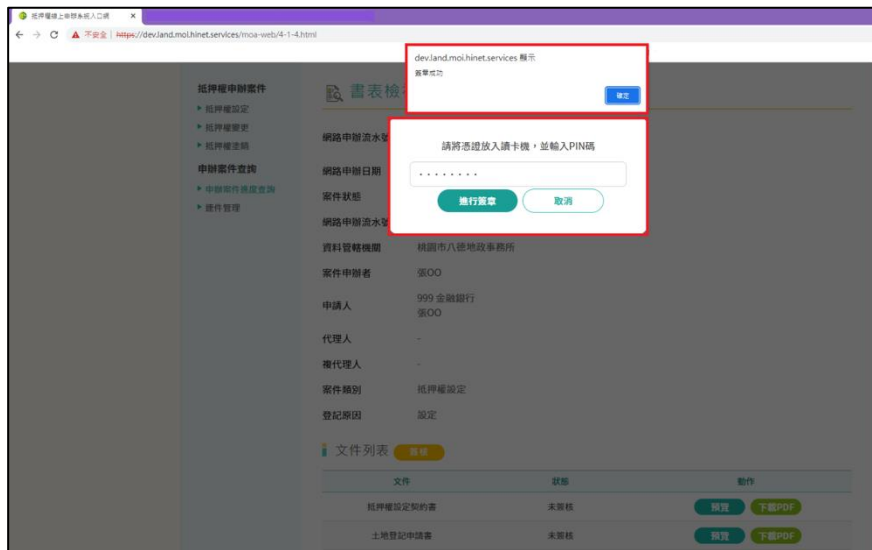 抵押權線上申辦系統入口網
不安全 | https://dev.land.moi.hinet.services/moa-web/4-1-4.html
dev.land.moi.hinet.services 顯示
簽章成功
確定
抵押權申辦案件
抵押權設定
抵押權變更
抵押權塗銷
申辦案件查詢
申辦案件進度查詢
收件管理
書表檢
請將憑證放入讀卡機，並輸入PIN碼
進行簽章
取消
網路申辦流水號
網路申辦日期
案件狀態
網路申辦流水號
資料管轄機關 桃園市八德地政事務所
案件申辦者 張OO
申請人 999 金融銀行
張OO
代理人 -
複代理人 -
案件類別 抵押權設定
登記原因 設定
文件列表 簽核
文件 狀態 動作
抵押權設定契約書 未簽核 預覽 下載PDF
土地登記申請書 未簽核 預覽 下載PDF